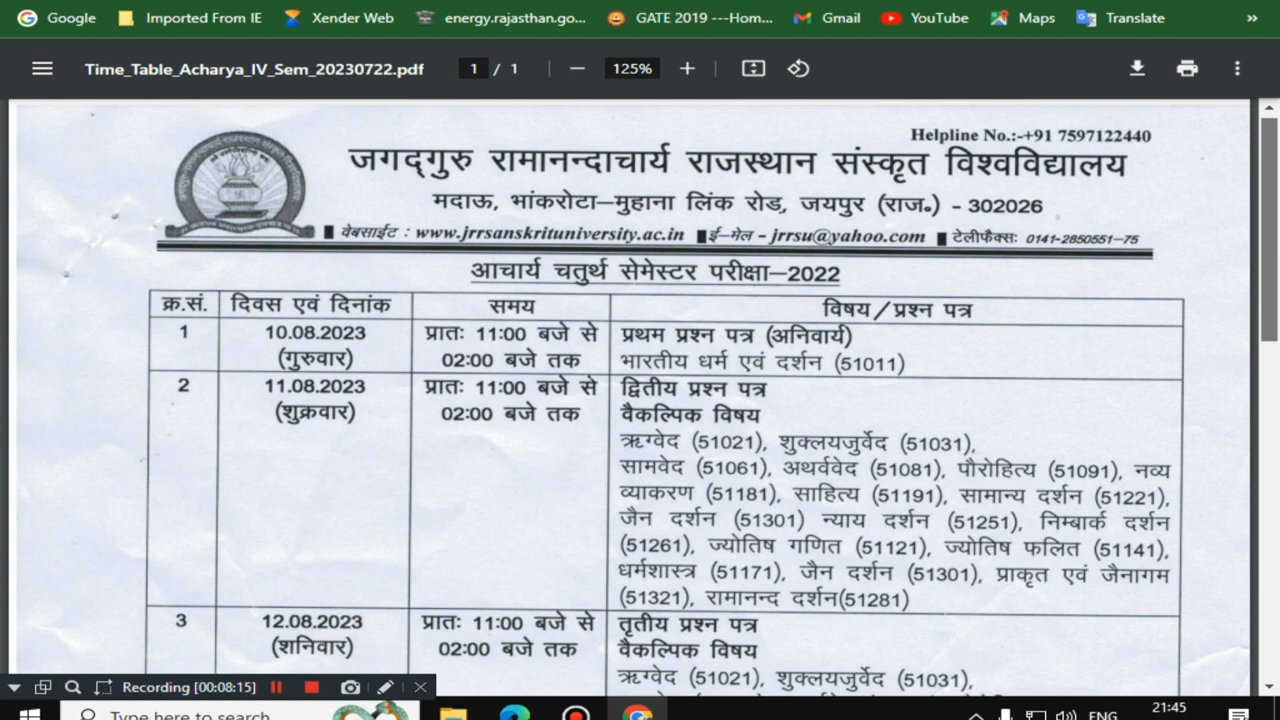 Google Imported From IE Xender Web energy.rajasthan.go... GATE 2019 ---Hom... Gmail YouTube Maps Translate »
Time_Table_Acharya_IV_Sem_20230722.pdf 1 / 1 125%
Helpline No.:-+91 7597122440
जगद्गुरु रामानन्दाचार्य राजस्थान संस्कृत विश्वविद्यालय
मदाऊ, भांकरोटा–मुहाना लिंक रोड, जयपुर (राज॰) - 302026
वेबसाईट : www.jrrsanskrituniversity.ac.in ई–मेल - jrrsu@yahoo.com टेलीफैक्सः 0141-2850551-75
आचार्य चतुर्थ सेमेस्टर परीक्षा–2022
क्र.सं. दिवस एवं दिनांक समय विषय/प्रश्न पत्र
1 10.08.2023 प्रातः 11:00 बजे से प्रथम प्रश्न पत्र (अनिवार्य)
(गुरुवार) 02:00 बजे तक भारतीय धर्म एवं दर्शन (51011)
2 11.08.2023 प्रातः 11:00 बजे से द्वितीय प्रश्न पत्र
(शुक्रवार) 02:00 बजे तक वैकल्पिक विषय
ऋग्वेद (51021), शुक्लयजुर्वेद (51031),
सामवेद (51061), अथर्ववेद (51081), पौरोहित्य (51091), नव्य
व्याकरण (51181), साहित्य (51191), सामान्य दर्शन (51221),
जैन दर्शन (51301) न्याय दर्शन (51251), निम्बार्क दर्शन
(51261), ज्योतिष गणित (51121), ज्योतिष फलित (51141),
धर्मशास्त्र (51171), जैन दर्शन (51301), प्राकृत एवं जैनागम
(51321), रामानन्द दर्शन(51281)
3 12.08.2023 प्रातः 11:00 बजे से तृतीय प्रश्न पत्र
(शनिवार) 02:00 बजे तक वैकल्पिक विषय
ऋग्वेद (51021), शुक्लयजुर्वेद (51031),
Recording [00:08:15]
Type here to search ENG 21:45